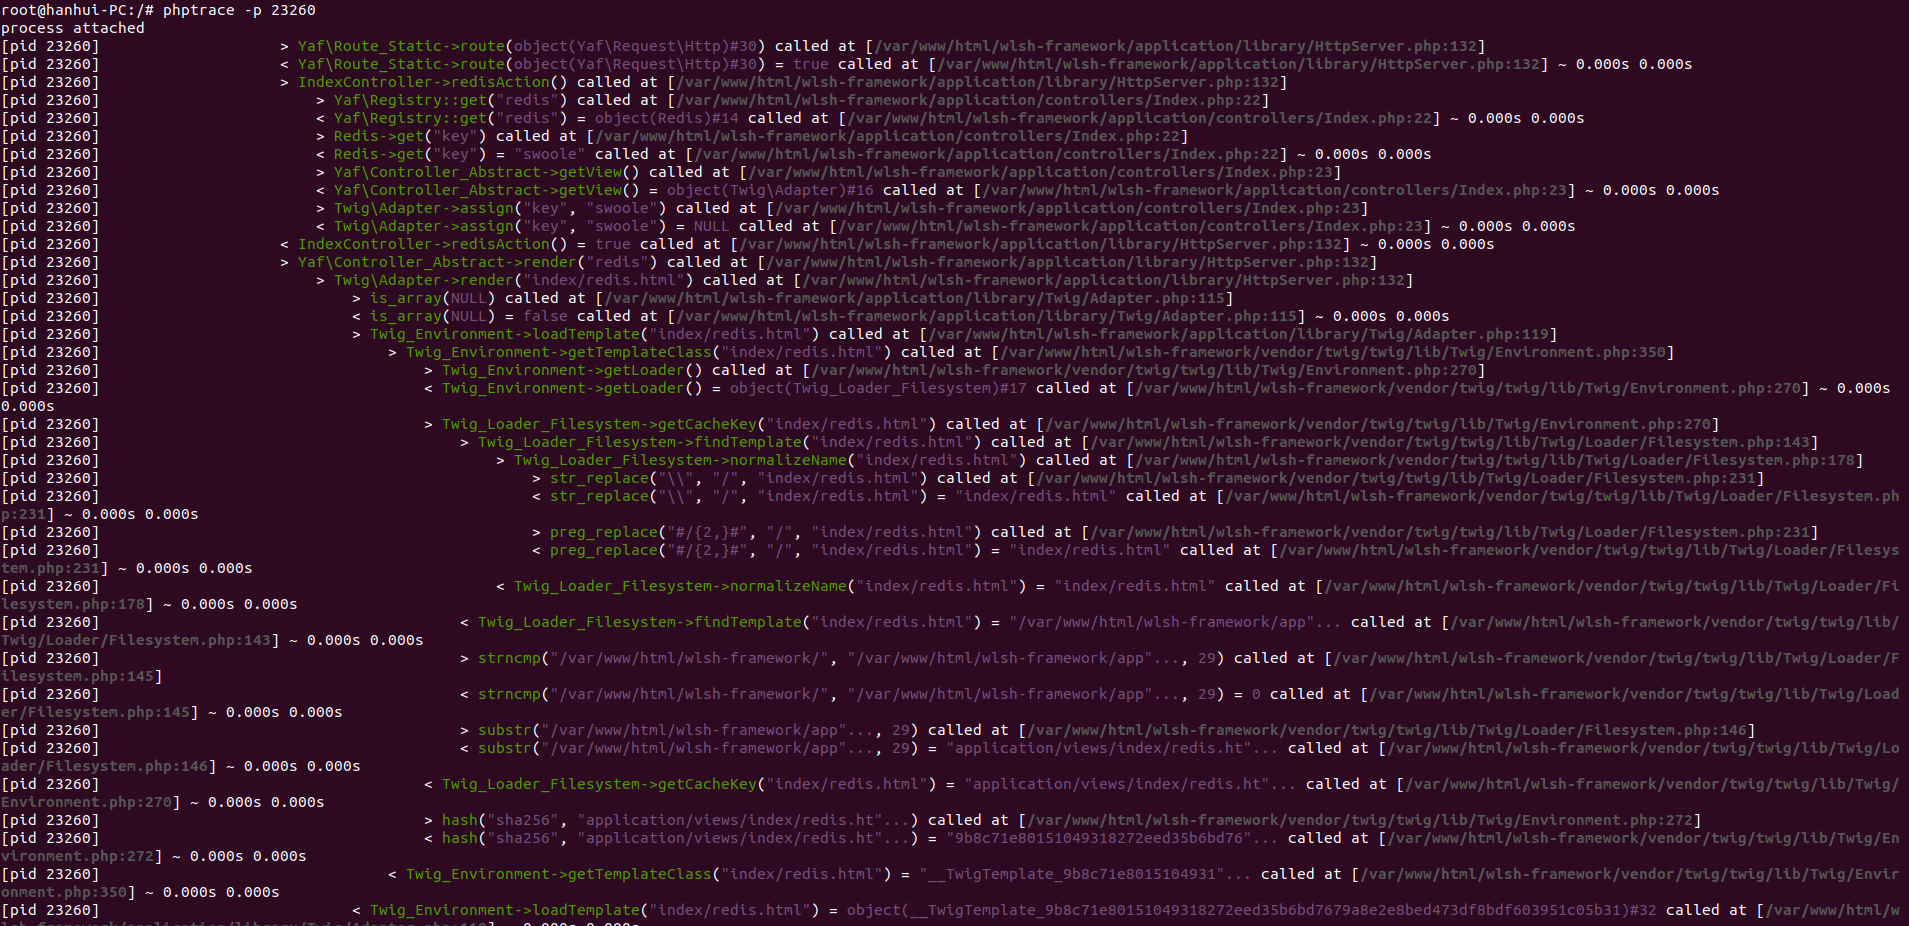 root@hanhui-PC:/# phptrace -p 23260
process attached
[pid 23260]                    > Yaf\Route_Static->route(object(Yaf\Request\Http)#30) called at [/var/www/html/wlsh-framework/application/library/HttpServer.php:132]
[pid 23260]                    < Yaf\Route_Static->route(object(Yaf\Request\Http)#30) = true called at [/var/www/html/wlsh-framework/application/library/HttpServer.php:132] ~ 0.000s 0.000s
[pid 23260]                    > IndexController->redisAction() called at [/var/www/html/wlsh-framework/application/library/HttpServer.php:132]
[pid 23260]                        > Yaf\Registry::get("redis") called at [/var/www/html/wlsh-framework/application/controllers/Index.php:22]
[pid 23260]                        < Yaf\Registry::get("redis") = object(Redis)#14 called at [/var/www/html/wlsh-framework/application/controllers/Index.php:22] ~ 0.000s 0.000s
[pid 23260]                        > Redis->get("key") called at [/var/www/html/wlsh-framework/application/controllers/Index.php:22]
[pid 23260]                        < Redis->get("key") = "swoole" called at [/var/www/html/wlsh-framework/application/controllers/Index.php:22] ~ 0.000s 0.000s
[pid 23260]                        > Yaf\Controller_Abstract->getView() called at [/var/www/html/wlsh-framework/application/controllers/Index.php:23]
[pid 23260]                        < Yaf\Controller_Abstract->getView() = object(Twig\Adapter)#16 called at [/var/www/html/wlsh-framework/application/controllers/Index.php:23] ~ 0.000s 0.000s
[pid 23260]                        > Twig\Adapter->assign("key", "swoole") called at [/var/www/html/wlsh-framework/application/controllers/Index.php:23]
[pid 23260]                        < Twig\Adapter->assign("key", "swoole") = NULL called at [/var/www/html/wlsh-framework/application/controllers/Index.php:23] ~ 0.000s 0.000s
[pid 23260]                    < IndexController->redisAction() = true called at [/var/www/html/wlsh-framework/application/library/HttpServer.php:132] ~ 0.000s 0.000s
[pid 23260]                    > Yaf\Controller_Abstract->render("redis") called at [/var/www/html/wlsh-framework/application/library/HttpServer.php:132]
[pid 23260]                        > Twig\Adapter->render("index/redis.html") called at [/var/www/html/wlsh-framework/application/library/HttpServer.php:132]
[pid 23260]                            > is_array(NULL) called at [/var/www/html/wlsh-framework/application/library/Twig/Adapter.php:115]
[pid 23260]                            < is_array(NULL) = false called at [/var/www/html/wlsh-framework/application/library/Twig/Adapter.php:115] ~ 0.000s 0.000s
[pid 23260]                            > Twig_Environment->loadTemplate("index/redis.html") called at [/var/www/html/wlsh-framework/application/library/Twig/Adapter.php:119]
[pid 23260]                                > Twig_Environment->getTemplateClass("index/redis.html") called at [/var/www/html/wlsh-framework/vendor/twig/twig/lib/Twig/Environment.php:350]
[pid 23260]                                    > Twig_Environment->getLoader() called at [/var/www/html/wlsh-framework/vendor/twig/twig/lib/Twig/Environment.php:270]
[pid 23260]                                    < Twig_Environment->getLoader() = object(Twig_Loader_Filesystem)#17 called at [/var/www/html/wlsh-framework/vendor/twig/twig/lib/Twig/Environment.php:270] ~ 0.000s
0.000s
[pid 23260]                                    > Twig_Loader_Filesystem->getCacheKey("index/redis.html") called at [/var/www/html/wlsh-framework/vendor/twig/twig/lib/Twig/Environment.php:270]
[pid 23260]                                        > Twig_Loader_Filesystem->findTemplate("index/redis.html") called at [/var/www/html/wlsh-framework/vendor/twig/twig/lib/Twig/Loader/Filesystem.php:143]
[pid 23260]                                            > Twig_Loader_Filesystem->normalizeName("index/redis.html") called at [/var/www/html/wlsh-framework/vendor/twig/twig/lib/Twig/Loader/Filesystem.php:178]
[pid 23260]                                                > str_replace("\\", "/", "index/redis.html") called at [/var/www/html/wlsh-framework/vendor/twig/twig/lib/Twig/Loader/Filesystem.php:231]
[pid 23260]                                                < str_replace("\\", "/", "index/redis.html") = "index/redis.html" called at [/var/www/html/wlsh-framework/vendor/twig/twig/lib/Twig/Loader/Filesystem.ph
p:231] ~ 0.000s 0.000s
[pid 23260]                                                > preg_replace("#/{2,}#", "/", "index/redis.html") called at [/var/www/html/wlsh-framework/vendor/twig/twig/lib/Twig/Loader/Filesystem.php:231]
[pid 23260]                                                < preg_replace("#/{2,}#", "/", "index/redis.html") = "index/redis.html" called at [/var/www/html/wlsh-framework/vendor/twig/twig/lib/Twig/Loader/Filesys
tem.php:231] ~ 0.000s 0.000s
[pid 23260]                                            < Twig_Loader_Filesystem->normalizeName("index/redis.html") = "index/redis.html" called at [/var/www/html/wlsh-framework/vendor/twig/twig/lib/Twig/Loader/Fi
lesystem.php:178] ~ 0.000s 0.000s
[pid 23260]                                        < Twig_Loader_Filesystem->findTemplate("index/redis.html") = "/var/www/html/wlsh-framework/app"... called at [/var/www/html/wlsh-framework/vendor/twig/twig/lib/
Twig/Loader/Filesystem.php:143] ~ 0.000s 0.000s
[pid 23260]                                        > strncmp("/var/www/html/wlsh-framework/", "/var/www/html/wlsh-framework/app"..., 29) called at [/var/www/html/wlsh-framework/vendor/twig/twig/lib/Twig/Loader/F
ilesystem.php:145]
[pid 23260]                                        < strncmp("/var/www/html/wlsh-framework/", "/var/www/html/wlsh-framework/app"..., 29) = 0 called at [/var/www/html/wlsh-framework/vendor/twig/twig/lib/Twig/Load
er/Filesystem.php:145] ~ 0.000s 0.000s
[pid 23260]                                        > substr("/var/www/html/wlsh-framework/app"..., 29) called at [/var/www/html/wlsh-framework/vendor/twig/twig/lib/Twig/Loader/Filesystem.php:146]
[pid 23260]                                        < substr("/var/www/html/wlsh-framework/app"..., 29) = "application/views/index/redis.ht"... called at [/var/www/html/wlsh-framework/vendor/twig/twig/lib/Twig/Lo
ader/Filesystem.php:146] ~ 0.000s 0.000s
[pid 23260]                                    < Twig_Loader_Filesystem->getCacheKey("index/redis.html") = "application/views/index/redis.ht"... called at [/var/www/html/wlsh-framework/vendor/twig/twig/lib/Twig/
Environment.php:270] ~ 0.000s 0.000s
[pid 23260]                                    > hash("sha256", "application/views/index/redis.ht"...) called at [/var/www/html/wlsh-framework/vendor/twig/twig/lib/Twig/Environment.php:272]
[pid 23260]                                    < hash("sha256", "application/views/index/redis.ht"...) = "9b8c71e80151049318272eed35b6bd76"... called at [/var/www/html/wlsh-framework/vendor/twig/twig/lib/Twig/En
vironment.php:272] ~ 0.000s 0.000s
[pid 23260]                                < Twig_Environment->getTemplateClass("index/redis.html") = "__TwigTemplate_9b8c71e8015104931"... called at [/var/www/html/wlsh-framework/vendor/twig/twig/lib/Twig/Envir
onment.php:350] ~ 0.000s 0.000s
[pid 23260]                            < Twig_Environment->loadTemplate("index/redis.html") = object(__TwigTemplate_9b8c71e80151049318272eed35b6bd7679a8e2e8bed473df8bdf603951c05b31)#32 called at [/var/www/html/w
lsh-framework/application/library/Twig/Adapter.php:119] ~ 0.000s 0.000s